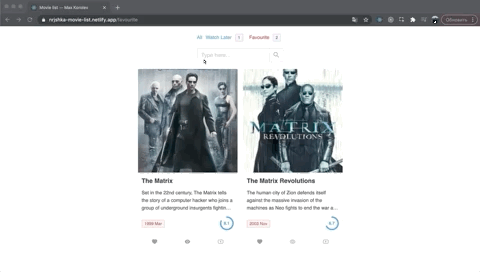 Movie list — Max Kondov
nrjshka-movie-list.netlify.app/favourite
Обновить
All Watch Later 1 Favourite 2
Type here...
MATRIX
REVOLUTIONS
The Matrix
Set in the 22nd century, The Matrix tells
the story of a computer hacker who joins a
group of underground insurgents fightin...
1999 Mar
8.1
The Matrix Revolutions
The human city of Zion defends itself
against the massive invasion of the
machines as Neo fights to end the war a...
2003 Nov
6.7